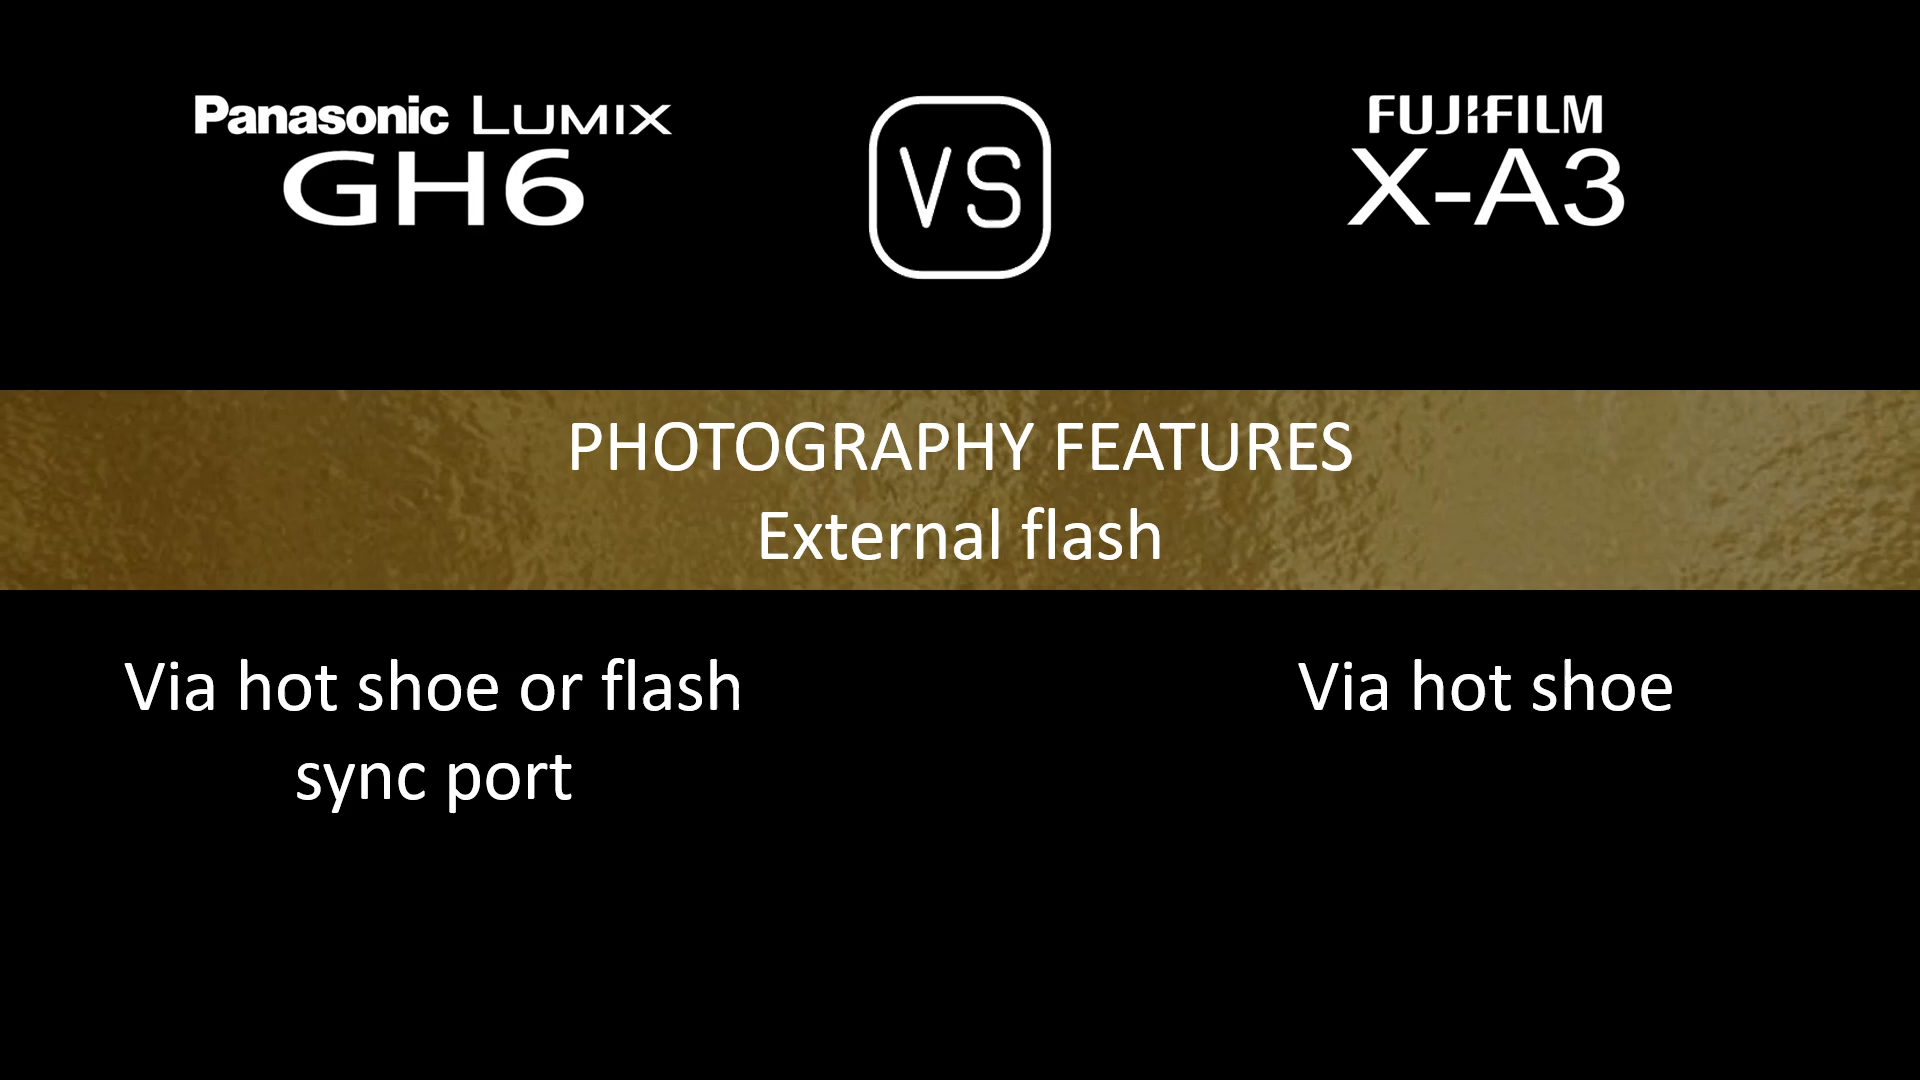 Panasonic LUMIX
GH6
VS
FUJIFILM
X-A3
PHOTOGRAPHY FEATURES
External flash
Via hot shoe or flash
sync port
Via hot shoe